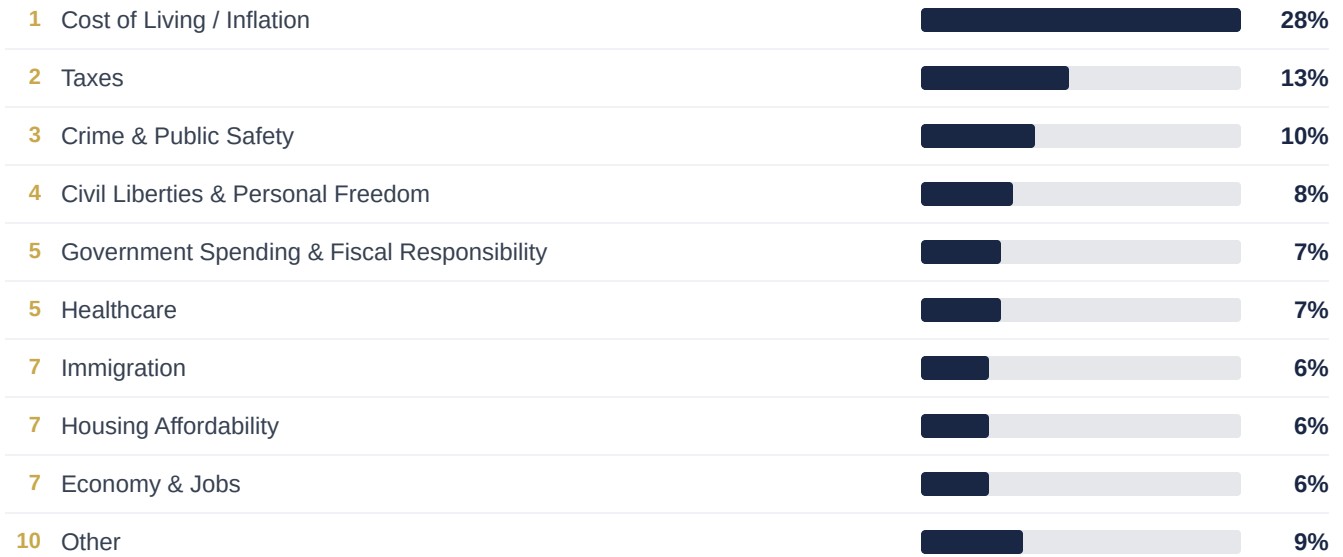 1 Cost of Living / Inflation 28%
2 Taxes 13%
3 Crime & Public Safety 10%
4 Civil Liberties & Personal Freedom 8%
5 Government Spending & Fiscal Responsibility 7%
5 Healthcare 7%
7 Immigration 6%
7 Housing Affordability 6%
7 Economy & Jobs 6%
10 Other 9%